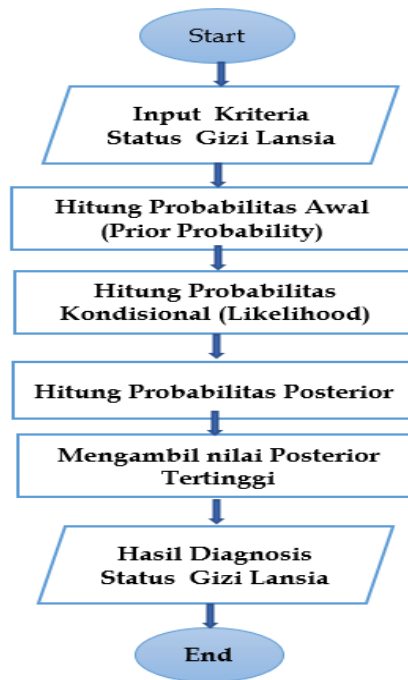 Start
Input Kriteria
Status Gizi Lansia
Hitung Probabilitas Awal
(Prior Probability)
Hitung Probabilitas
Kondisional (Likelihood)
Hitung Probabilitas Posterior
Mengambil nilai Posterior
Tertinggi
Hasil Diagnosis
Status Gizi Lansia
End